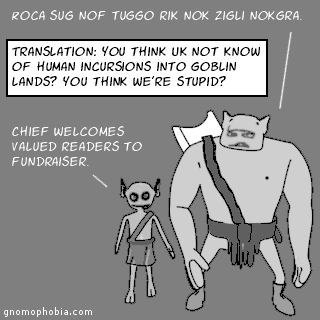 ROCA SUG NOF TUGGO RIK NOK ZIGLI NOKGRA.
TRANSLATION: YOU THINK UK NOT KNOW
OF HUMAN INCURSIONS INTO GOBLIN
LANDS? YOU THINK WE'RE STUPID?
CHIEF WELCOMES
VALUED READERS TO
FUNDRAISER.
gnomophobia.com